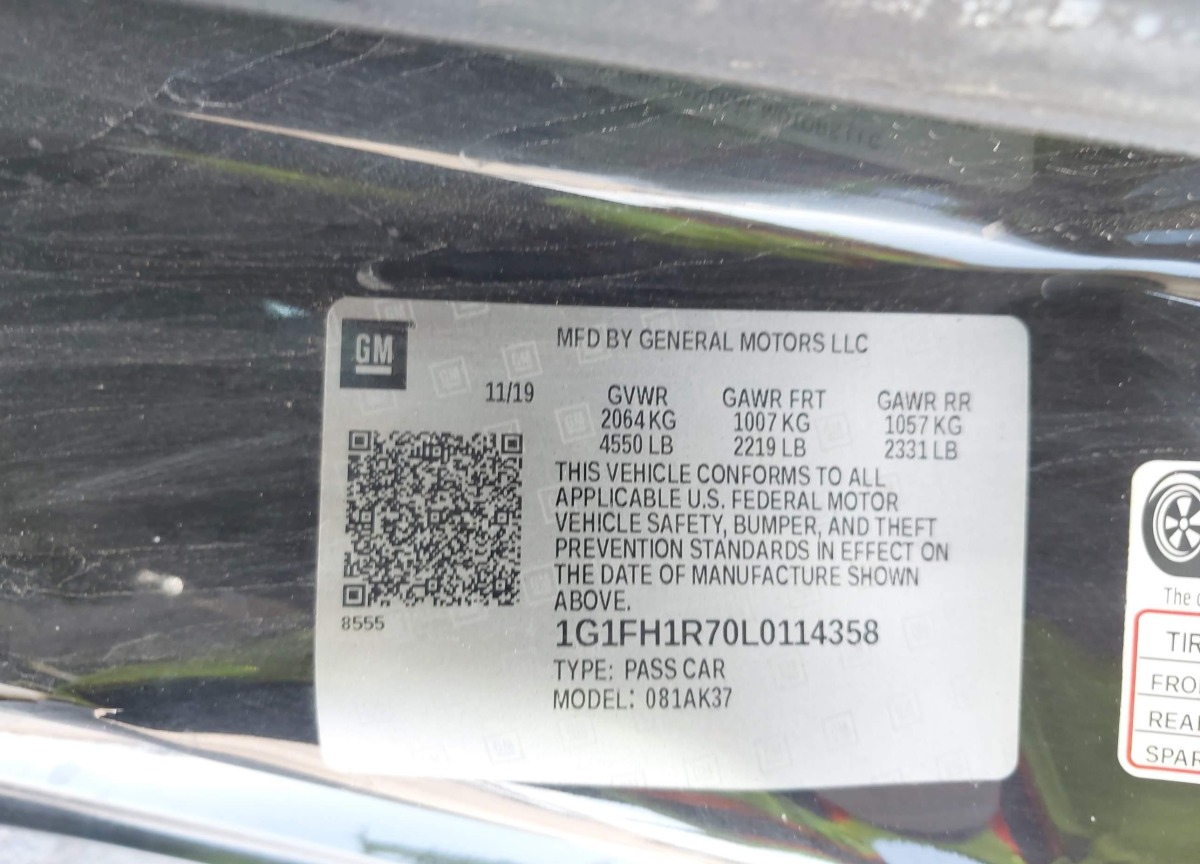 GM
MFD BY GENERAL MOTORS LLC
11/19
GVWR GAWR FRT GAWR RR
2064 KG 1007 KG 1057 KG
4550 LB 2219 LB 2331 LB
THIS VEHICLE CONFORMS TO ALL
APPLICABLE U.S. FEDERAL MOTOR
VEHICLE SAFETY, BUMPER, AND THEFT
PREVENTION STANDARDS IN EFFECT ON
THE DATE OF MANUFACTURE SHOWN
ABOVE.
8555
1G1FH1R70L0114358
TYPE: PASS CAR
MODEL: 081AK37
The
TIR
FRO
REA
SPAR